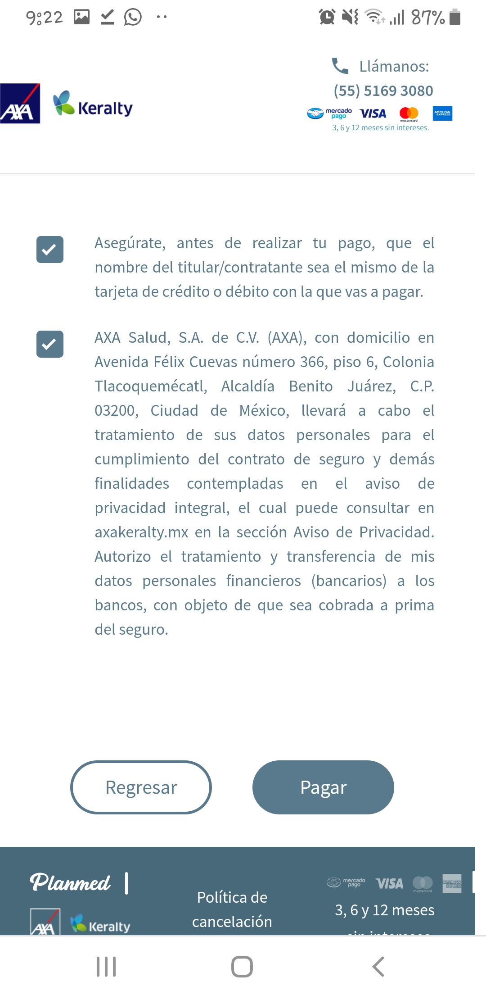 9:22
87%
Llámanos:
(55) 5169 3080
AXA
Keralty
mercado pago VISA mastercard. AMERICAN EXPRESS
3, 6 y 12 meses sin intereses.
Asegúrate, antes de realizar tu pago, que el
nombre del titular/contratante sea el mismo de la
tarjeta de crédito o débito con la que vas a pagar.
AXA Salud, S.A. de C.V. (AXA), con domicilio en
Avenida Félix Cuevas número 366, piso 6, Colonia
Tlacoquemécatl, Alcaldía Benito Juárez, C.P.
03200, Ciudad de México, llevará a cabo el
tratamiento de sus datos personales para el
cumplimiento del contrato de seguro y demás
finalidades contempladas en el aviso de
privacidad integral, el cual puede consultar en
axakeralty.mx en la sección Aviso de Privacidad.
Autorizo el tratamiento y transferencia de mis
datos personales financieros (bancarios) a los
bancos, con objeto de que sea cobrada a prima
del seguro.
Regresar
Pagar
Planmed
AXA
Keralty
Política de
cancelación
mercado pago VISA mastercard. AMERICAN EXPRESS
3, 6 y 12 meses
sin intereses